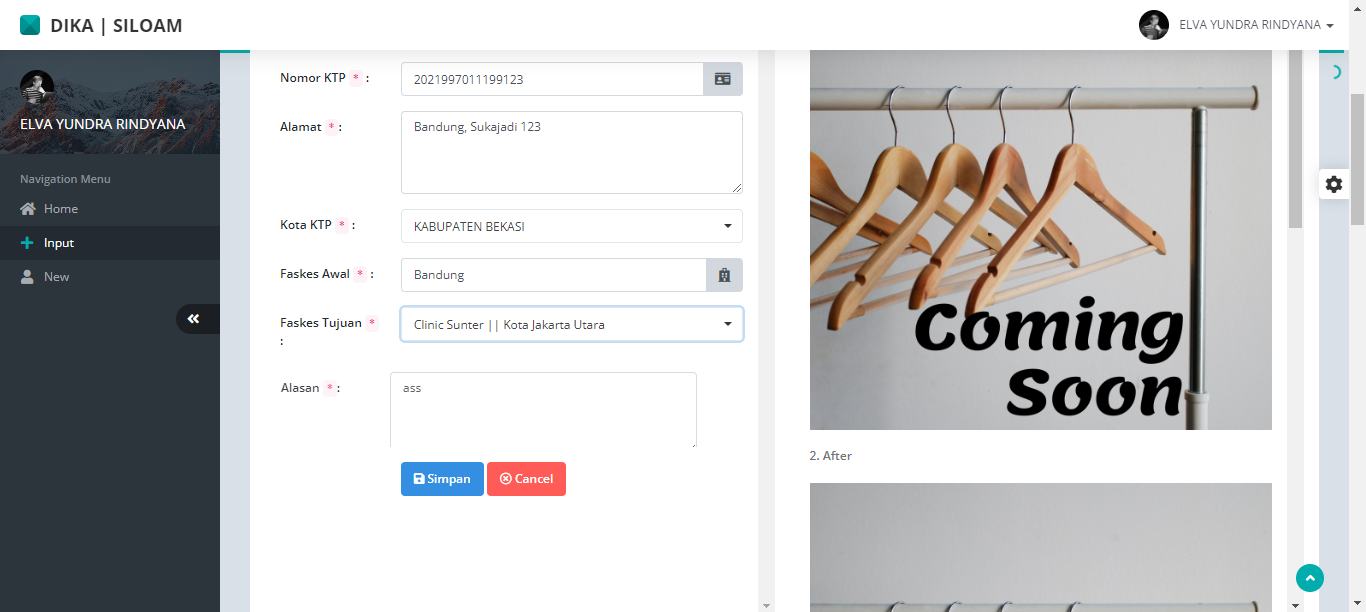 DIKA | SILOAM
ELVA YUNDRA RINDYANA
ELVA YUNDRA RINDYANA
Navigation Menu
Home
Input
New
Nomor KTP * :
2021997011199123
Alamat * :
Bandung, Sukajadi 123
Kota KTP * :
KABUPATEN BEKASI
Faskes Awal * :
Bandung
Faskes Tujuan *
:
Clinic Sunter || Kota Jakarta Utara
Alasan * :
ass
Simpan
Cancel
Coming
Soon
2. After